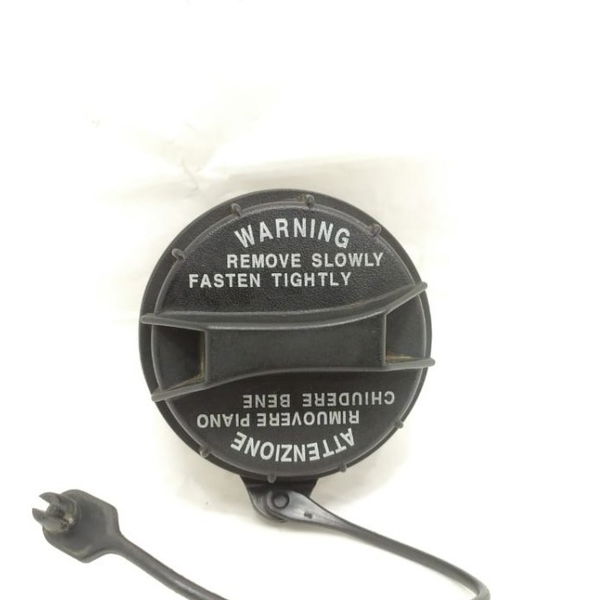 WARNING
REMOVE SLOWLY
FASTEN TIGHTLY
ATTENZIONE
RIMUOVERE PIANO
CHIUDERE BENE